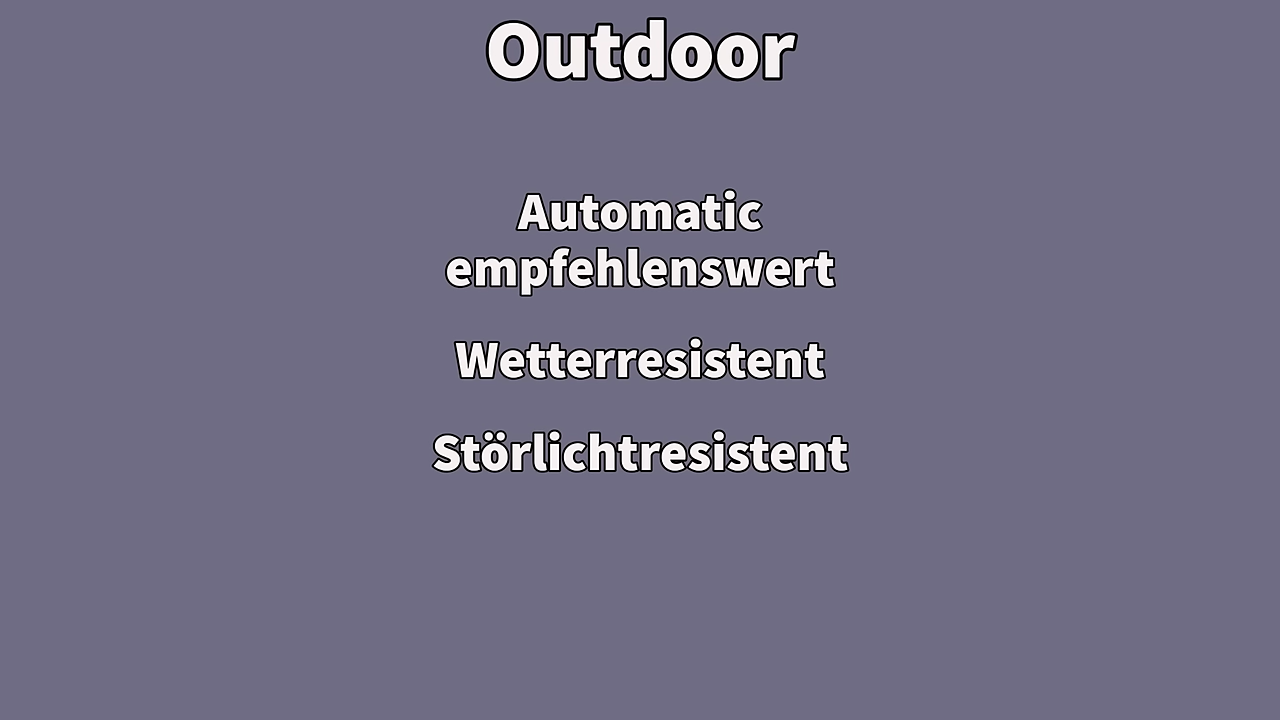 Outdoor
Automatic
empfehlenswert
Wetterresistent
Störlichtresistent